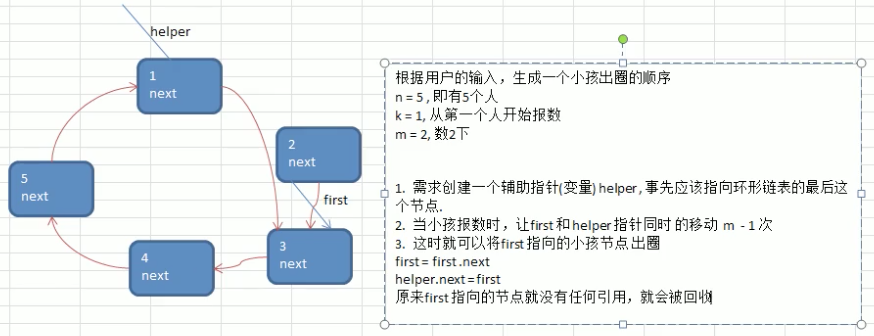 helper
1
next
2
next
first
5
next
3
next
4
next
根据用户的输入，生成一个小孩出圈的顺序
n = 5 , 即有5个人
k = 1, 从第一个人开始报数
m = 2, 数2下
1. 需求创建一个辅助指针(变量) helper , 事先应该指向环形链表的最后这
个节点.
2. 当小孩报数时，让first 和 helper 指针同时 的移动 m - 1 次
3. 这时就可以将first 指向的小孩节点 出圈
first = first .next
helper.next = first
原来first 指向的节点就没有任何引用，就会被回收